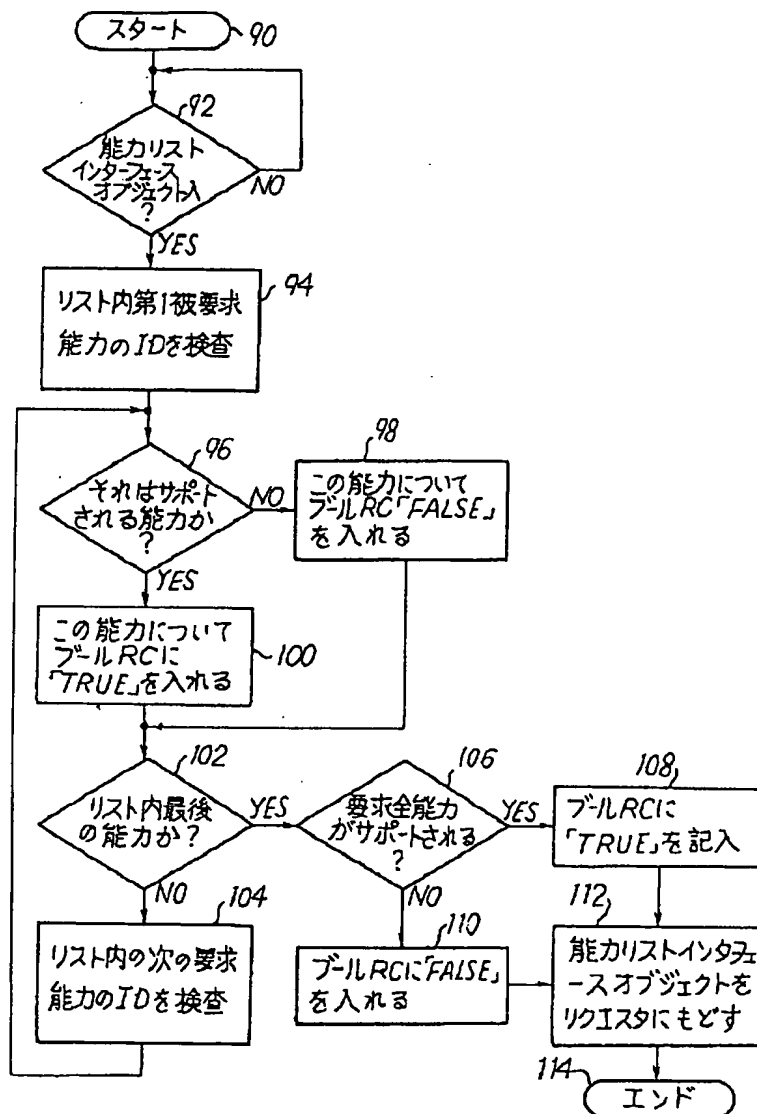 スタート
90
92
能力リスト
インターフェース
オブジェクト入
?
NO
YES
94
リスト内第1被要求
能力のIDを検査
96
それはサポート
される能力か
?
NO
YES
98
この能力について
ブールRC「FALSE」
を入れる
この能力について
ブールRCに
「TRUE」を入れる
100
102
リスト内最後
の能力か?
YES
NO
106
要求全能力
がサポートされる
?
YES
NO
108
ブールRCに
「TRUE」を記入
104
リスト内の次の要求
能力のIDを検査
110
ブールRCに「FALSE」
を入れる
112
能力リストインタフェ
ースオブジェクトを
リクエスタにもどす
114
エンド